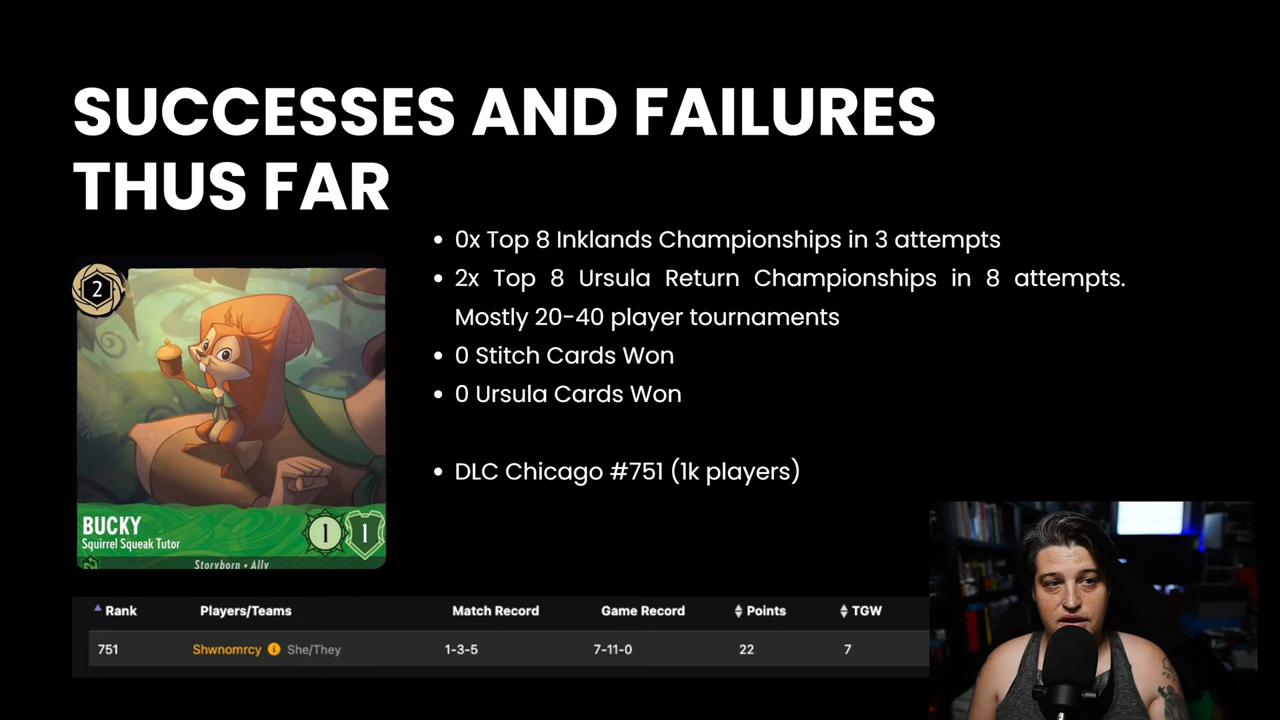 SUCCESSES AND FAILURES
THUS FAR
• 0x Top 8 Inklands Championships in 3 attempts
• 2x Top 8 Ursula Return Championships in 8 attempts.
Mostly 20-40 player tournaments
• 0 Stitch Cards Won
• 0 Ursula Cards Won
• DLC Chicago #751 (1k players)
2
BUCKY
Squirrel Squeak Tutor
1 1
Storyborn • Ally
Rank Players/Teams Match Record Game Record Points TGW
751 Shwnomrcy She/They 1-3-5 7-11-0 22 7